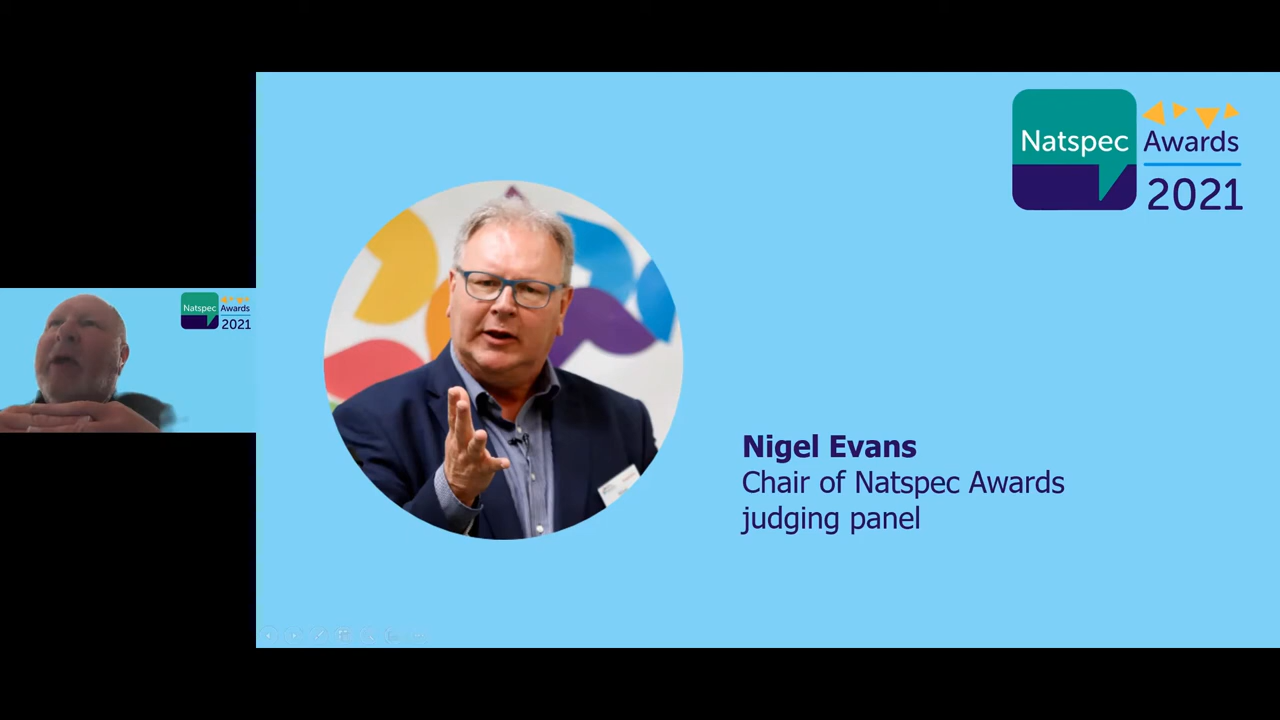 Natspec Awards
2021
Natspec Awards
2021
Nigel Evans
Chair of Natspec Awards
judging panel